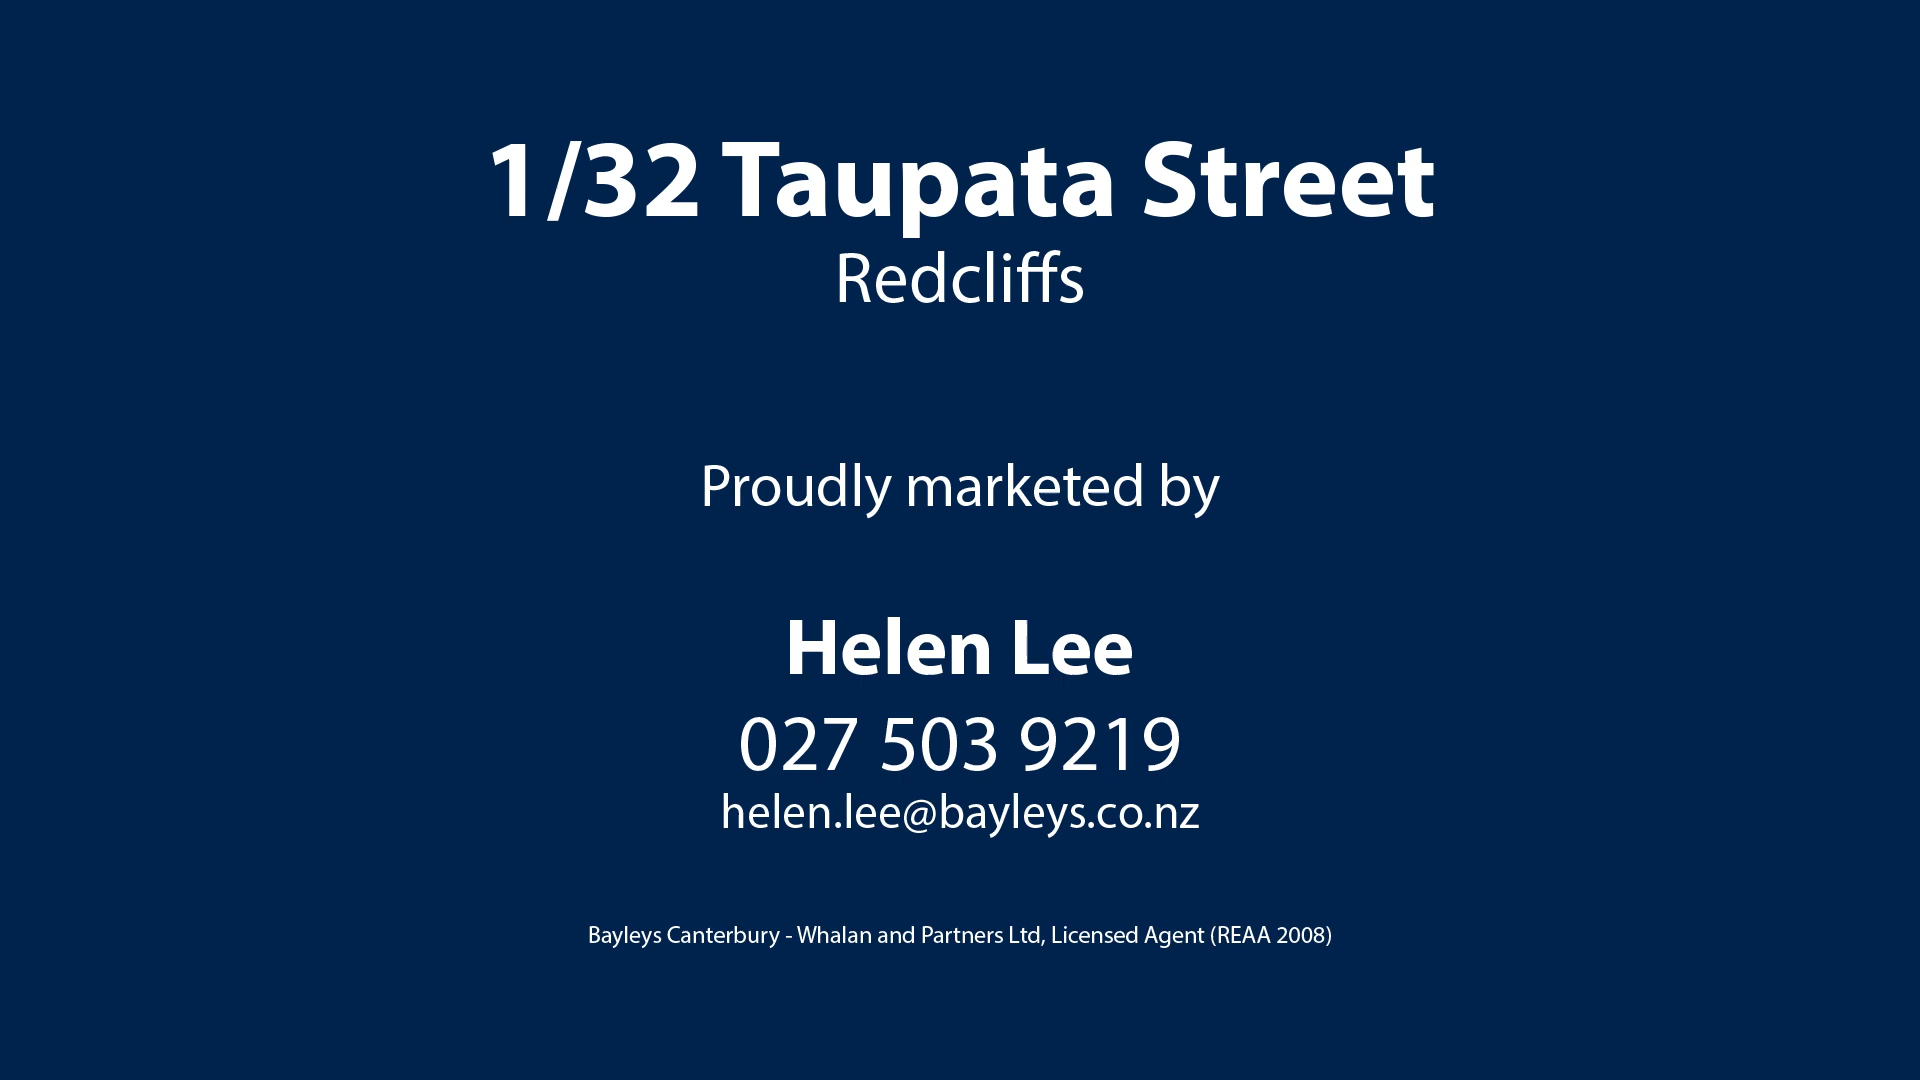 1/32 Taupata Street
Redcliffs
Proudly marketed by
Helen Lee
027 503 9219
helen.lee@bayleys.co.nz
Bayleys Canterbury - Whalan and Partners Ltd, Licensed Agent (REAA 2008)